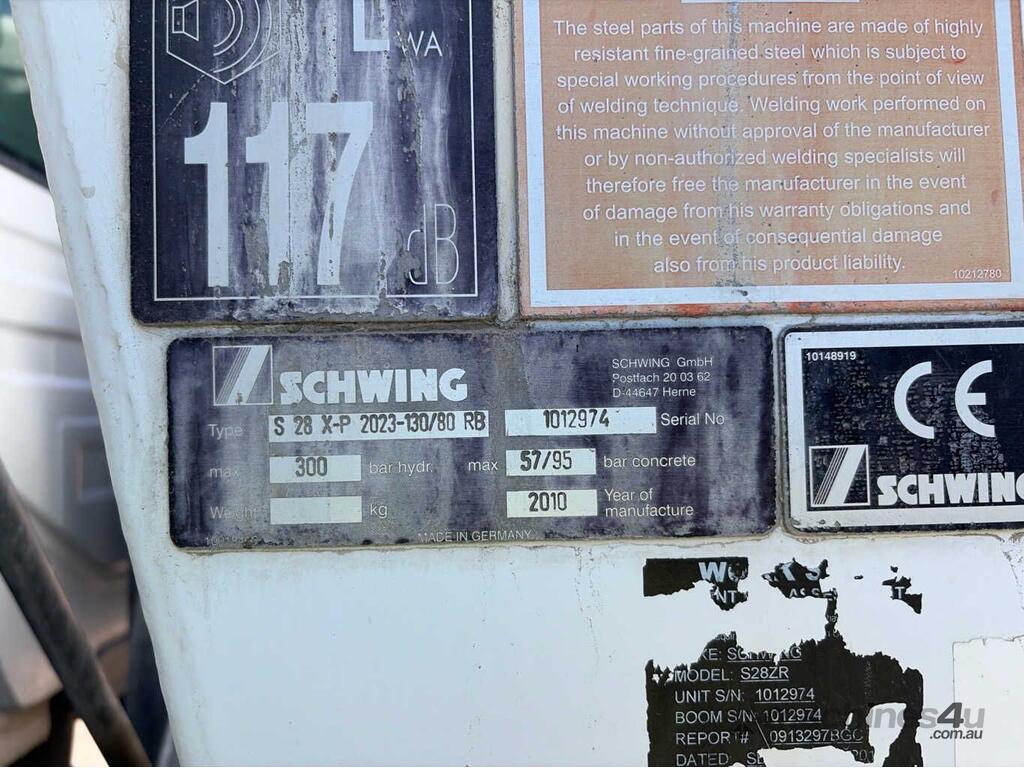 LWA
117
dB
The steel parts of this machine are made of highly
resistant fine-grained steel which is subject to
special working procedures from the point of view
of welding technique. Welding work performed on
this machine without approval of the manufacturer
or by non-authorized welding specialists will
therefore free the manufacturer in the event
of damage from his warranty obligations and
in the event of consequential damage
also from his product liability.
10212780
SCHWING
SCHWING GmbH
Postfach 20 03 62
D-44647 Herne
Type S 28 X-P 2023-130/80 RB 1012974 Serial No
max 300 bar hydr. max 57/95 bar concrete
Weight kg 2010 Year of
manufacture
MADE IN GERMANY
10148919
CE
SCHWING
MODEL: S28ZR
UNIT S/N: 1012974
BOOM S/N: 1012974
REPORT# 0913297BGC
DATED
4u
.com.au